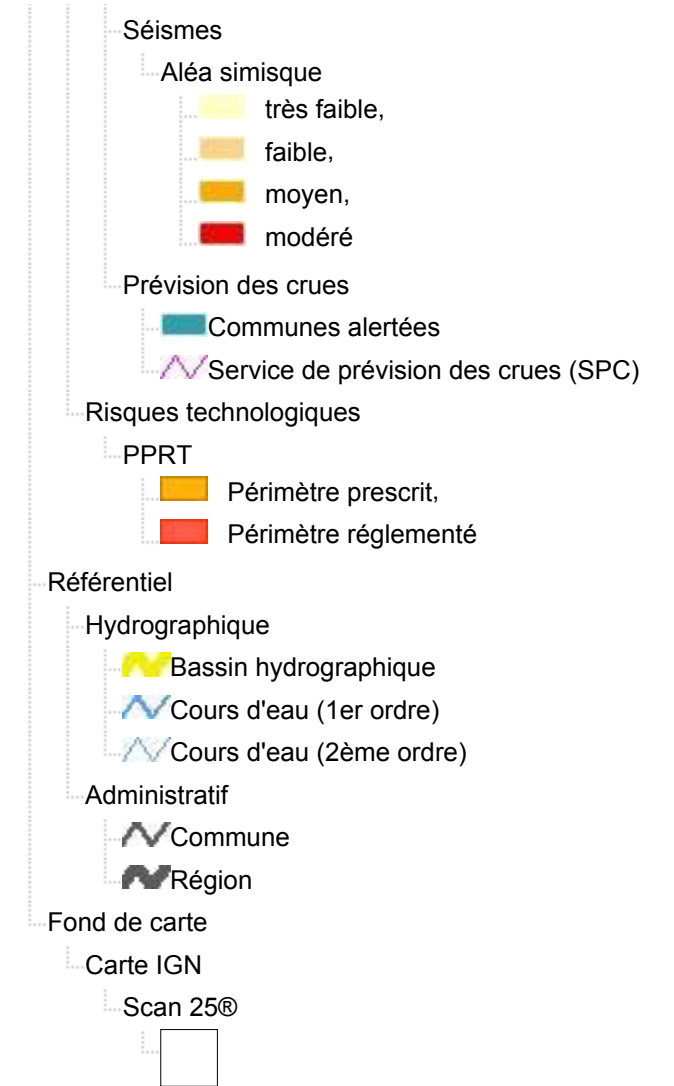 Séismes
Aléa simisque
très faible,
faible,
moyen,
modéré
Prévision des crues
Communes alertées
Service de prévision des crues (SPC)
Risques technologiques
PPRT
Périmètre prescrit,
Périmètre réglementé
Référentiel
Hydrographique
Bassin hydrographique
Cours d'eau (1er ordre)
Cours d'eau (2ème ordre)
Administratif
Commune
Région
Fond de carte
Carte IGN
Scan 25®